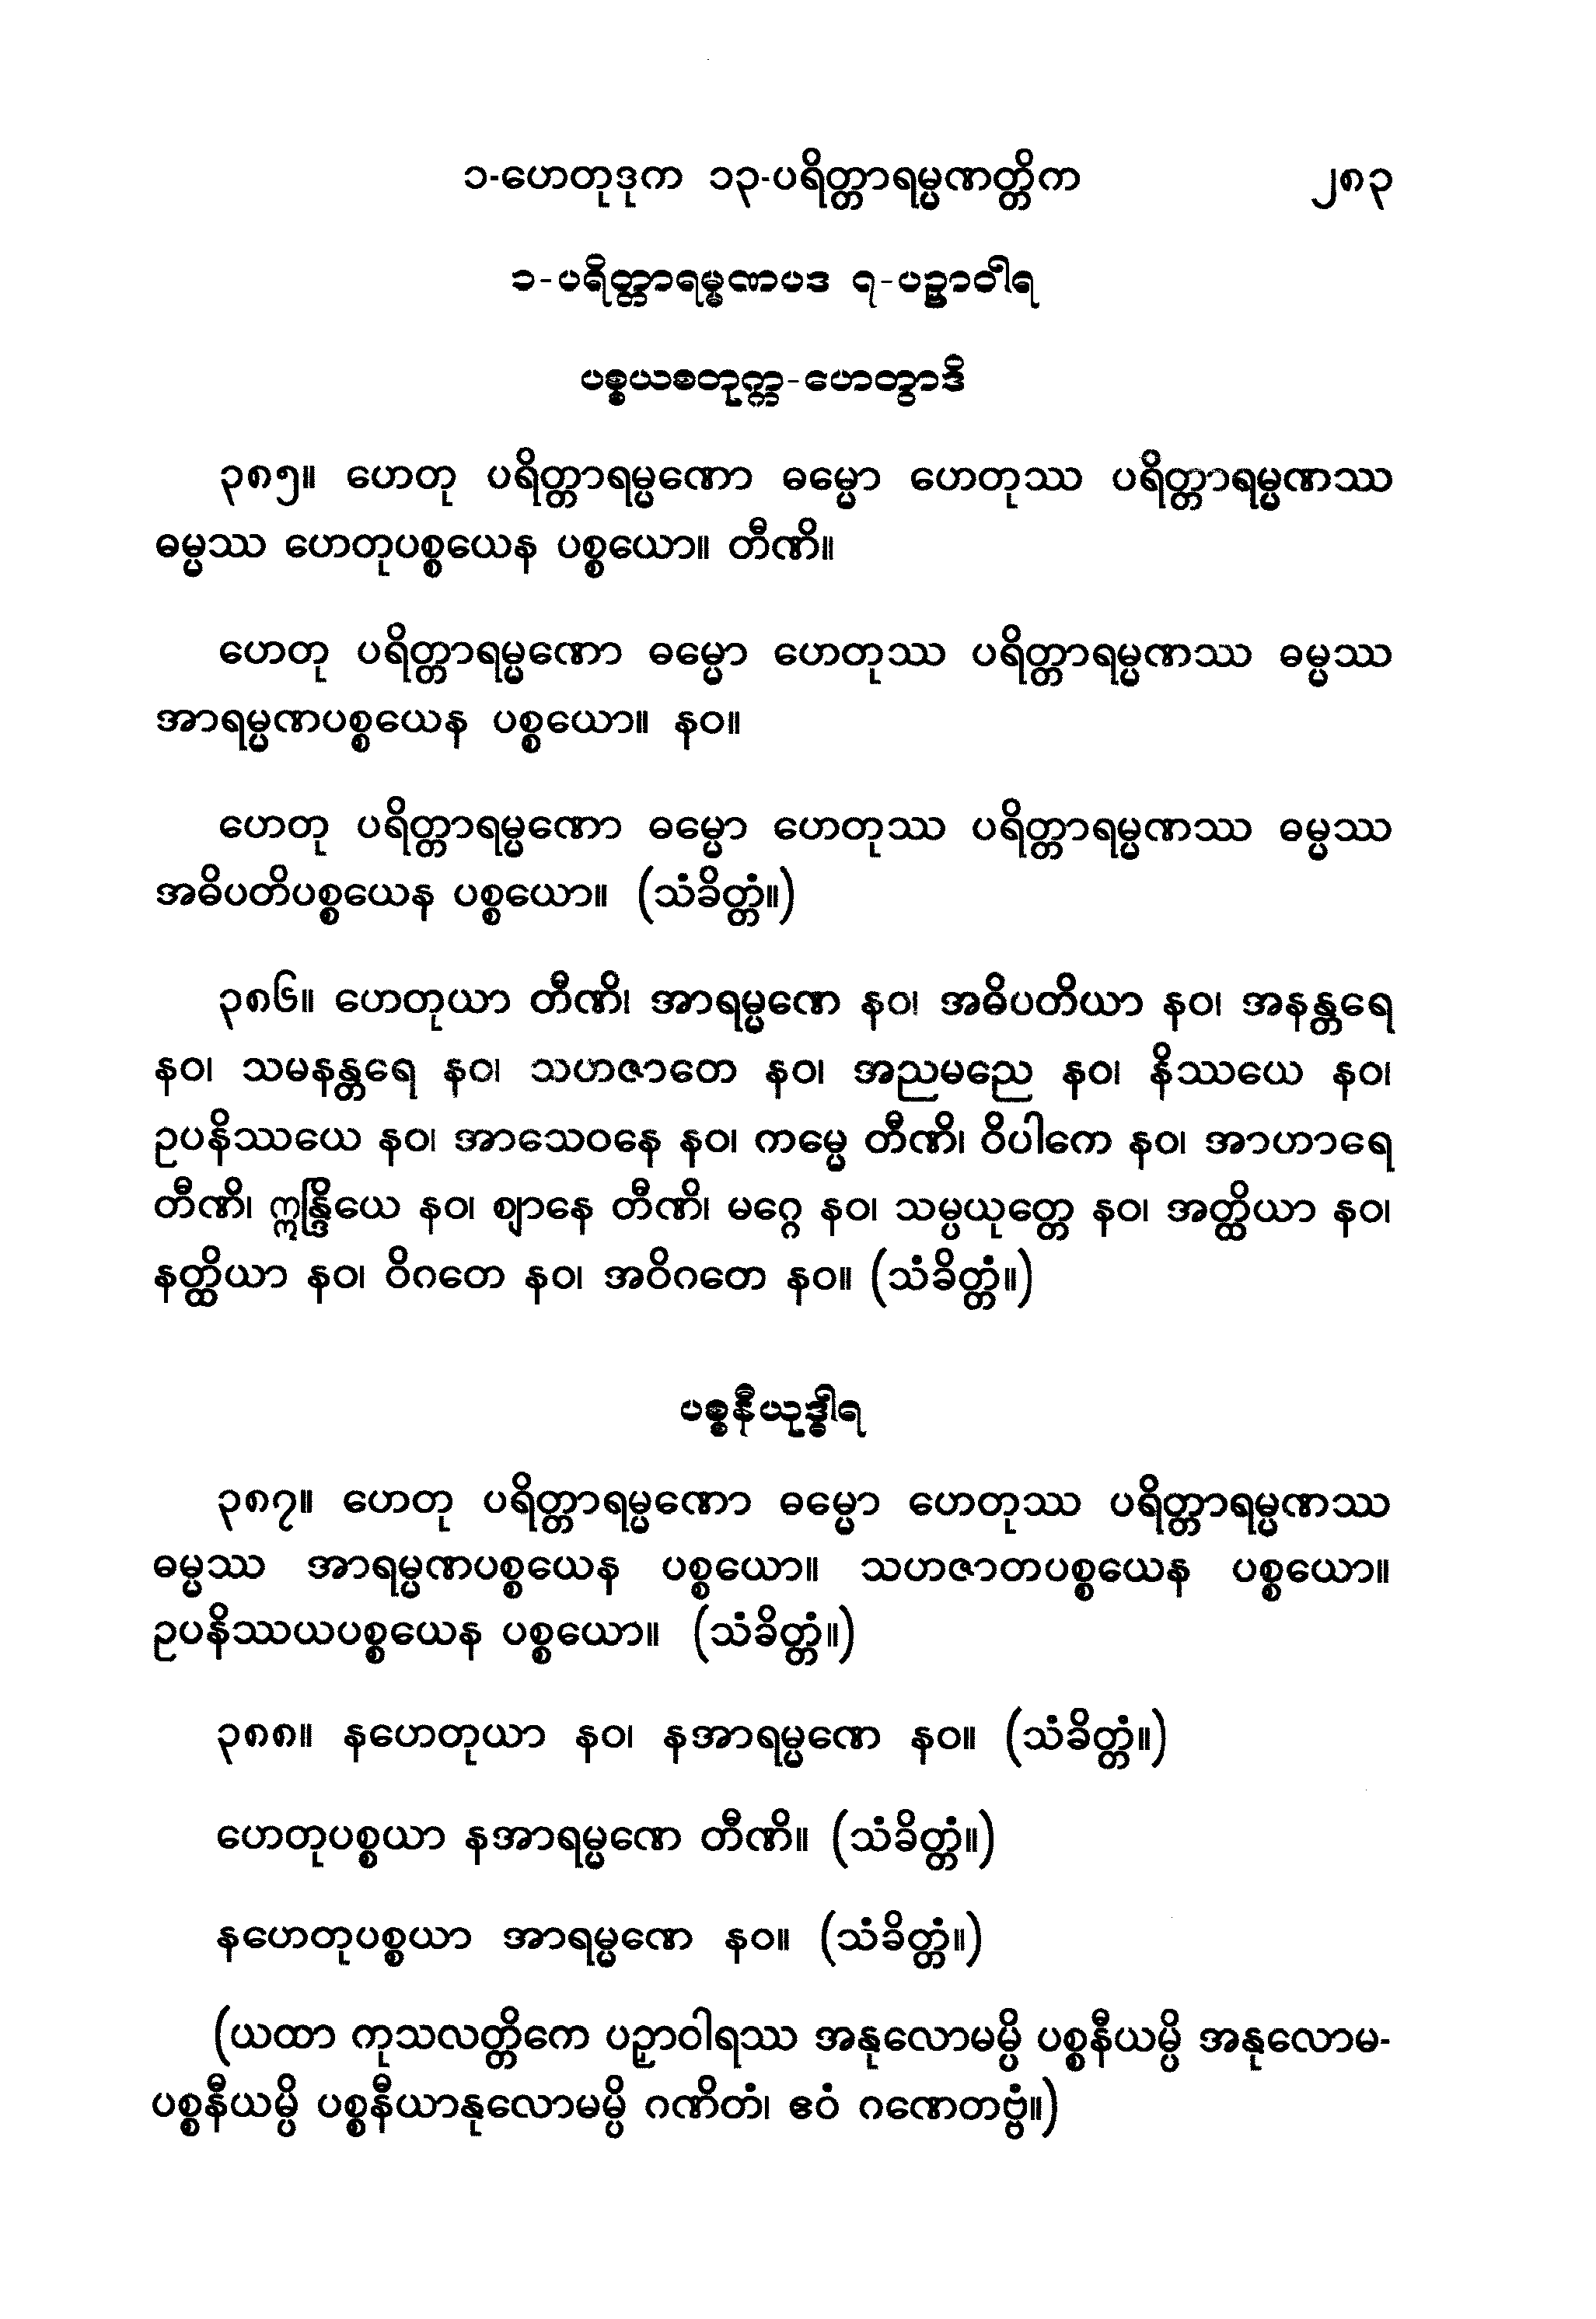 ၁-ဟေတုဒုက ၁၃-ပရိတ္တာရမ္မဏတ္တိက ၂၈၃
၁-ပရိတ္တာရမ္မဏပဒ ၇-ပဉှာဝါရ
ပစ္စယစတုက္က-ဟေတွာဒိ
၃၈၅။ ဟေတု ပရိတ္တာရမ္မဏော ဓမ္မော ဟေတုဿ ပရိတ္တာရမ္မဏဿ
ဓမ္မဿ ဟေတုပစ္စယေန ပစ္စယော။ တီဏိ။
ဟေတု ပရိတ္တာရမ္မဏော ဓမ္မော ဟေတုဿ ပရိတ္တာရမ္မဏဿ ဓမ္မဿ
အာရမ္မဏပစ္စယေန ပစ္စယော။ နဝ။
ဟေတု ပရိတ္တာရမ္မဏော ဓမ္မော ဟေတုဿ ပရိတ္တာရမ္မဏဿ ဓမ္မဿ
အဓိပတိပစ္စယေန ပစ္စယော။ (သံခိတ္တံ။)
၃၈၆။ ဟေတုယာ တီဏိ၊ အာရမ္မဏေ နဝ၊ အဓိပတိယာ နဝ၊ အနန္တရေ
နဝ၊ သမနန္တရေ နဝ၊ သဟဇာတေ နဝ၊ အညမညေ နဝ၊ နိဿယေ နဝ၊
ဥပနိဿယေ နဝ၊ အာသေဝနေ နဝ၊ ကမ္မေ တီဏိ၊ ဝိပါကေ နဝ၊ အာဟာရေ
တီဏိ၊ ဣန္ဒြိယေ နဝ၊ ဈာနေ တီဏိ၊ မဂ္ဂေ နဝ၊ သမ္ပယုတ္တေ နဝ၊ အတ္ထိယာ နဝ၊
နတ္ထိယာ နဝ၊ ဝိဂတေ နဝ၊ အဝိဂတေ နဝ။ (သံခိတ္တံ။)
ပစ္စနီယုဒ္ဓါရ
၃၈၇။ ဟေတု ပရိတ္တာရမ္မဏော ဓမ္မော ဟေတုဿ ပရိတ္တာရမ္မဏဿ
ဓမ္မဿ အာရမ္မဏပစ္စယေန ပစ္စယော။ သဟဇာတပစ္စယေန ပစ္စယော။
ဥပနိဿယပစ္စယေန ပစ္စယော။ (သံခိတ္တံ။)
၃၈၈။ နဟေတုယာ နဝ၊ နအာရမ္မဏေ နဝ။ (သံခိတ္တံ။)
ဟေတုပစ္စယာ နအာရမ္မဏေ တီဏိ။ (သံခိတ္တံ။)
နဟေတုပစ္စယာ အာရမ္မဏေ နဝ။ (သံခိတ္တံ။)
(ယထာ ကုသလတ္တိကေ ပဉှာဝါရဿ အနုလောမမ္ပိ ပစ္စနီယမ္ပိ အနုလောမ-
ပစ္စနီယမ္ပိ ပစ္စနီယာနုလောမမ္ပိ ဂဏိတံ၊ ဧဝံ ဂဏေတဗ္ဗံ။)